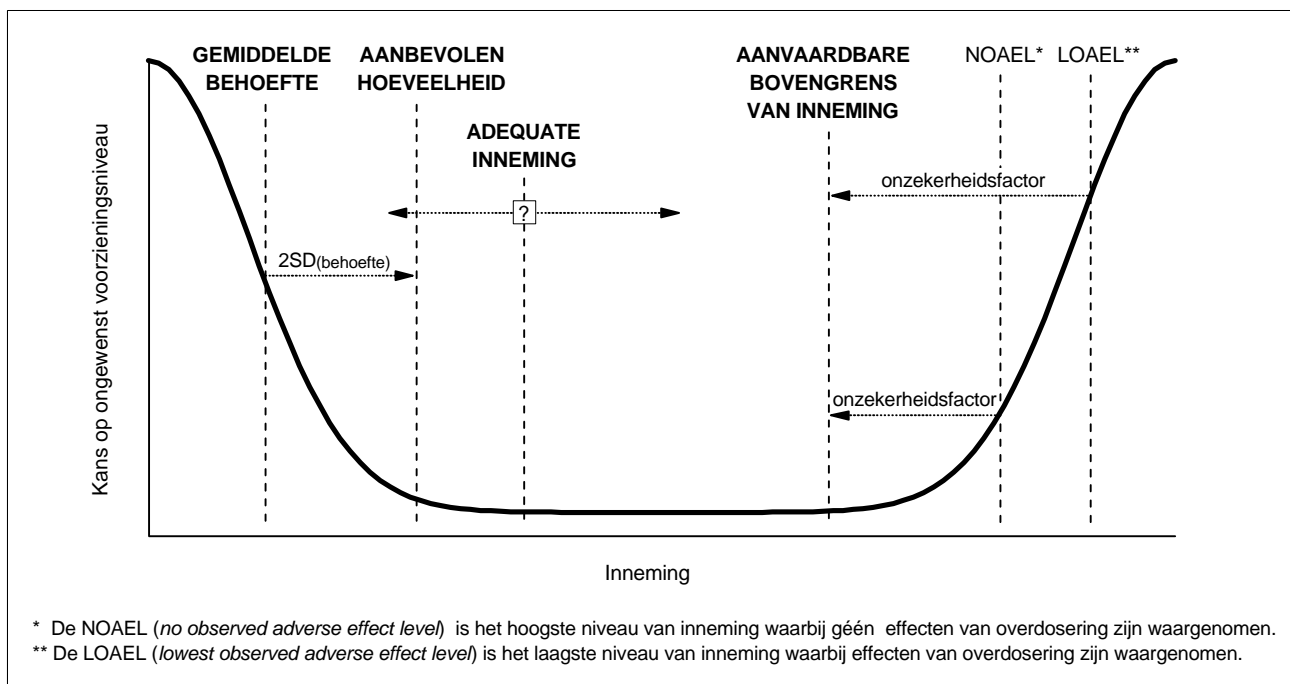 GEMIDDELDE
BEHOEFTE
AANBEVOLEN
HOEVEELHEID
ADEQUATE
INNEMING
AANVAARDBARE
BOVENGRENS
VAN INNEMING
NOAEL*
LOAEL**
onzekerheidsfactor
?
2SD(behoefte)
onzekerheidsfactor
Kans op ongewenst voorzieningsniveau
Inneming
* De NOAEL (no observed adverse effect level) is het hoogste niveau van inneming waarbij géén effecten van overdosering zijn waargenomen.
** De LOAEL (lowest observed adverse effect level) is het laagste niveau van inneming waarbij effecten van overdosering zijn waargenomen.